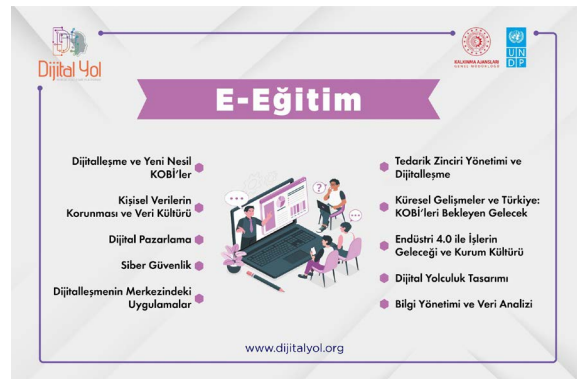 Dijital Yol
KALKINMA AJANSLARI
GENEL MÜDÜRLÜĞÜ
U N
D P
E-Eğitim
Dijitalleşme ve Yeni Nesil
KOBİ'ler
Kişisel Verilerin
Korunması ve Veri Kültürü
Dijital Pazarlama
Siber Güvenlik
Dijitalleşmenin Merkezindeki
Uygulamalar
Tedarik Zinciri Yönetimi ve
Dijitalleşme
Küresel Gelişmeler ve Türkiye:
KOBİ'leri Bekleyen Gelecek
Endüstri 4.0 ile İşlerin
Geleceği ve Kurum Kültürü
Dijital Yolculuk Tasarımı
Bilgi Yönetimi ve Veri Analizi
www.dijitalyol.org